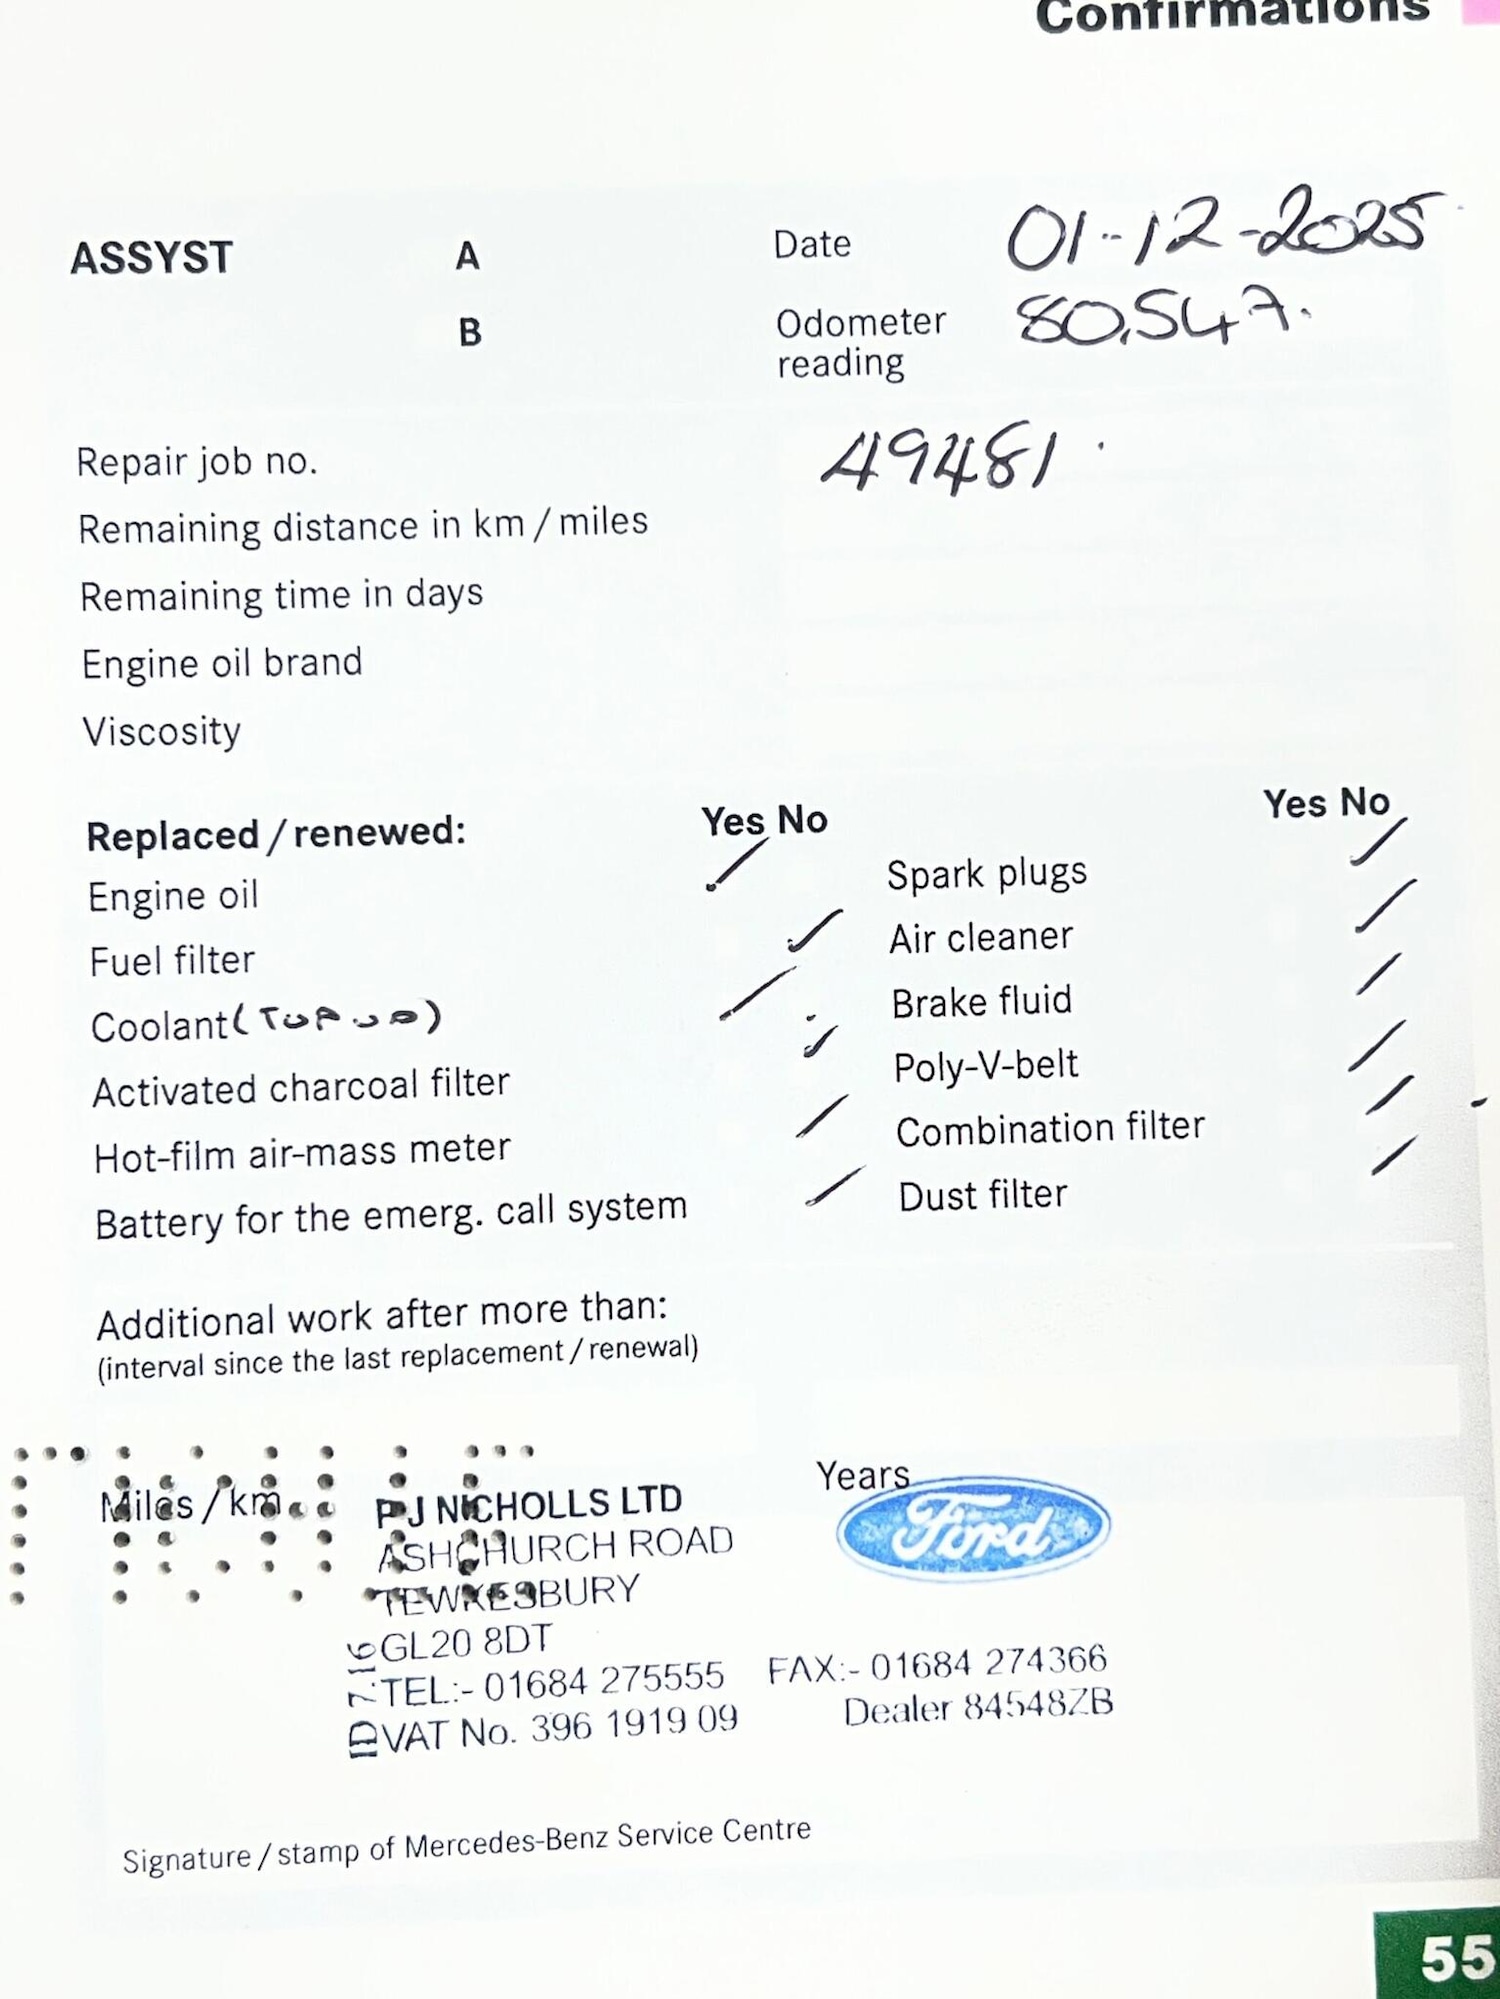 Confirmations
ASSYST A Date 01-12-2025
B Odometer reading 80,547.
Repair job no. 49481.
Remaining distance in km / miles
Remaining time in days
Engine oil brand
Viscosity
Replaced / renewed: Yes No Yes No
Engine oil Spark plugs
Fuel filter Air cleaner
Coolant (TOP UP) Brake fluid
Activated charcoal filter Poly-V-belt
Hot-film air-mass meter Combination filter
Battery for the emerg. call system Dust filter
Additional work after more than:
(interval since the last replacement / renewal)
Miles / km Years
PJ NICHOLLS LTD Ford
ASHCHURCH ROAD
TEWKESBURY
GL20 8DT
TEL:- 01684 275555 FAX:- 01684 274366
VAT No. 396 1919 09 Dealer 84548ZB
Signature / stamp of Mercedes-Benz Service Centre
55